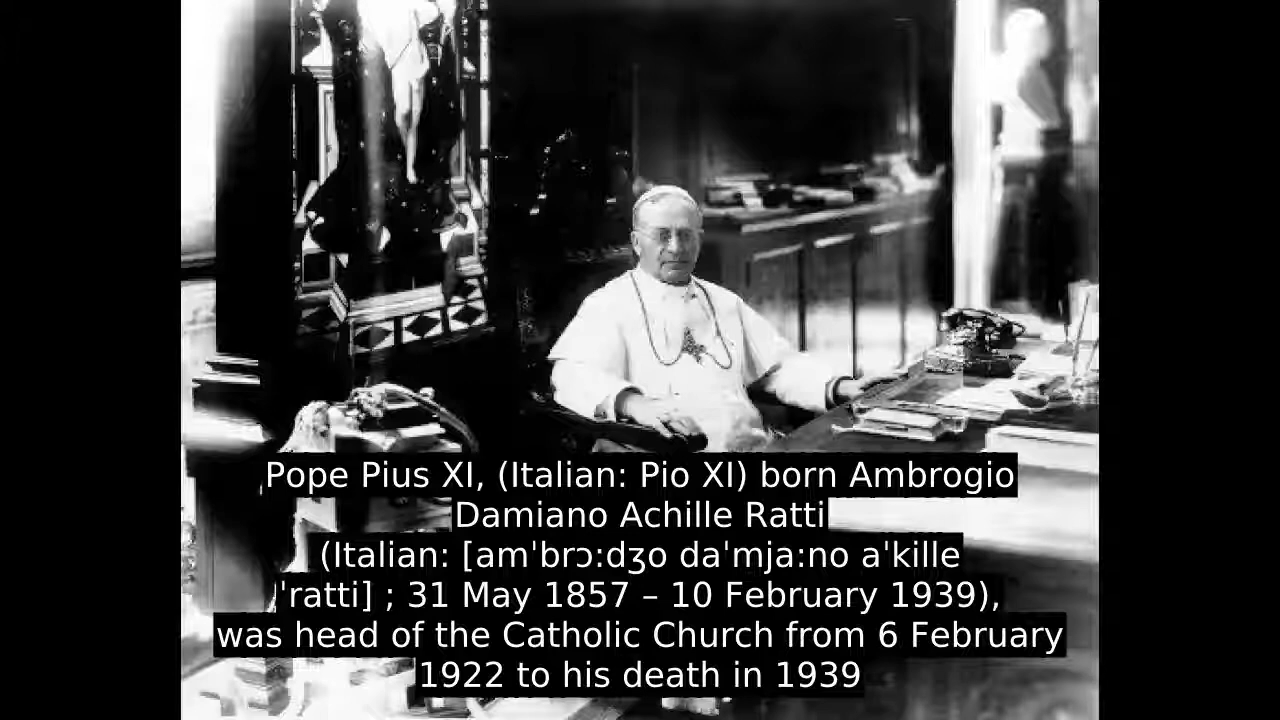 Pope Pius XI, (Italian: Pio XI) born Ambrogio
Damiano Achille Ratti
(Italian: [amˈbrɔːdʒo daˈmjaːno aˈkille
ˈratti] ; 31 May 1857 – 10 February 1939),
was head of the Catholic Church from 6 February
1922 to his death in 1939